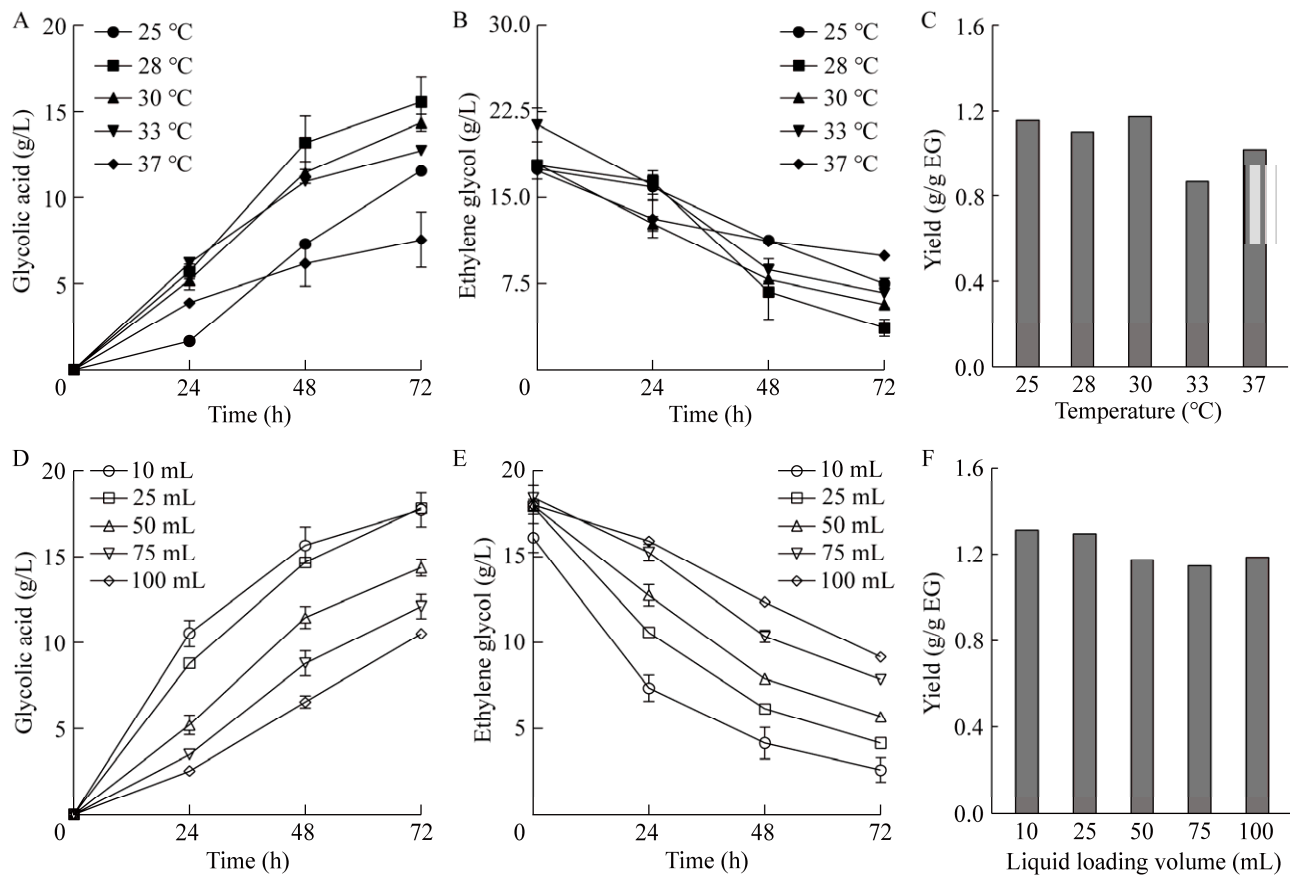 A
20
15
10
5
0
24
48
72
Glycolic acid (g/L)
Time (h)
25 ℃
28 ℃
30 ℃
33 ℃
37 ℃
B
30.0
22.5
15.0
7.5
0
24
48
72
Ethylene glycol (g/L)
Time (h)
25 ℃
28 ℃
30 ℃
33 ℃
37 ℃
C
1.6
1.2
0.8
0.4
0.0
25
28
30
33
37
Yield (g/g EG)
Temperature (℃)
D
20
15
10
5
0
24
48
72
Glycolic acid (g/L)
Time (h)
10 mL
25 mL
50 mL
75 mL
100 mL
E
20
15
10
5
0
24
48
72
Ethylene glycol (g/L)
Time (h)
10 mL
25 mL
50 mL
75 mL
100 mL
F
1.6
1.2
0.8
0.4
0.0
10
25
50
75
100
Yield (g/g EG)
Liquid loading volume (mL)